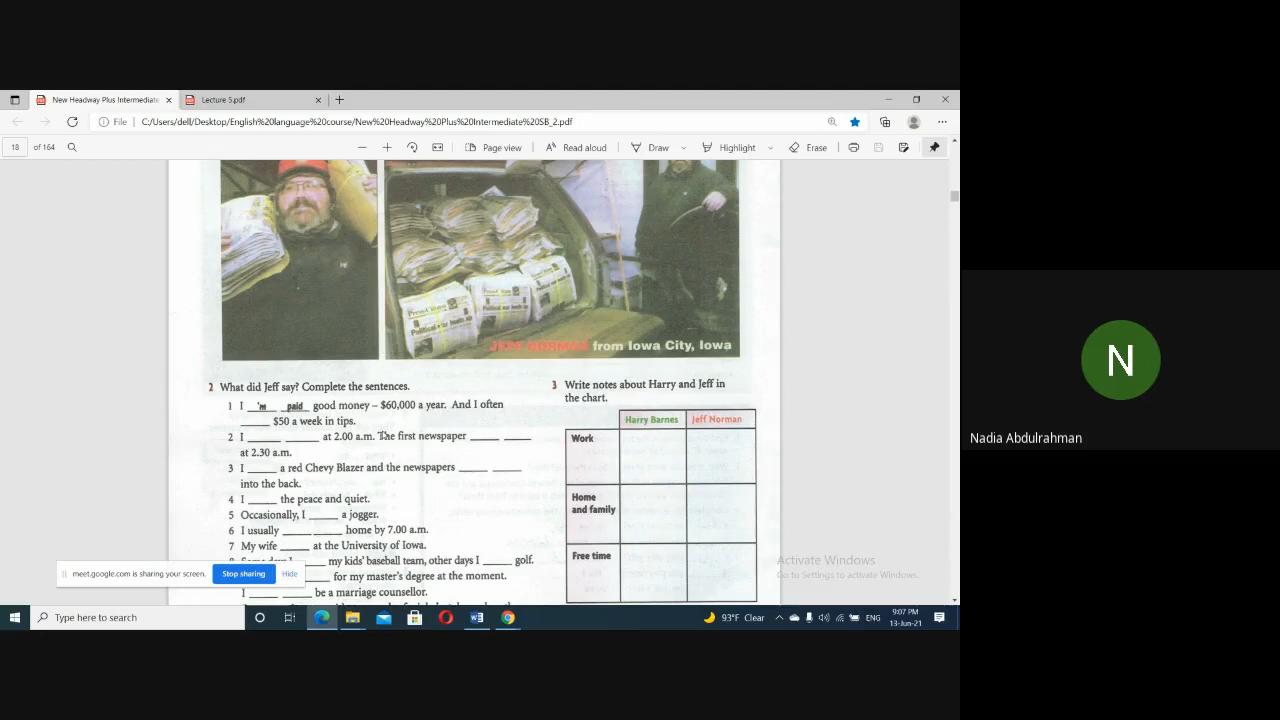 New Headway Plus Intermediate
Lecture 5.pdf
File
C:/Users/dell/Desktop/English%20language%20course/New%20Headway%20Plus%20Intermediate%20SB_2.pdf
18 of 164
Page view
Read aloud
Draw
Highlight
Erase
JEFF NORMAN from Iowa City, Iowa
2 What did Jeff say? Complete the sentences.
1 I 'm paid good money – $60,000 a year. And I often
_____ $50 a week in tips.
2 I _____ _____ at 2.00 a.m. The first newspaper _____ _____
at 2.30 a.m.
3 I _____ a red Chevy Blazer and the newspapers _____ _____
into the back.
4 I _____ the peace and quiet.
5 Occasionally, I _____ a jogger.
6 I usually _____ _____ home by 7.00 a.m.
7 My wife _____ at the University of Iowa.
my kids' baseball team, other days I _____ golf.
_____ for my master's degree at the moment.
I _____ _____ be a marriage counsellor.
3 Write notes about Harry and Jeff in
the chart.
Harry Barnes
Jeff Norman
Work
Home
and family
Free time
meet.google.com is sharing your screen.
Stop sharing
Hide
Activate Windows
Go to Settings to activate Windows.
Type here to search
93°F Clear
ENG
9:07 PM
13-Jun-21
N
Nadia Abdulrahman